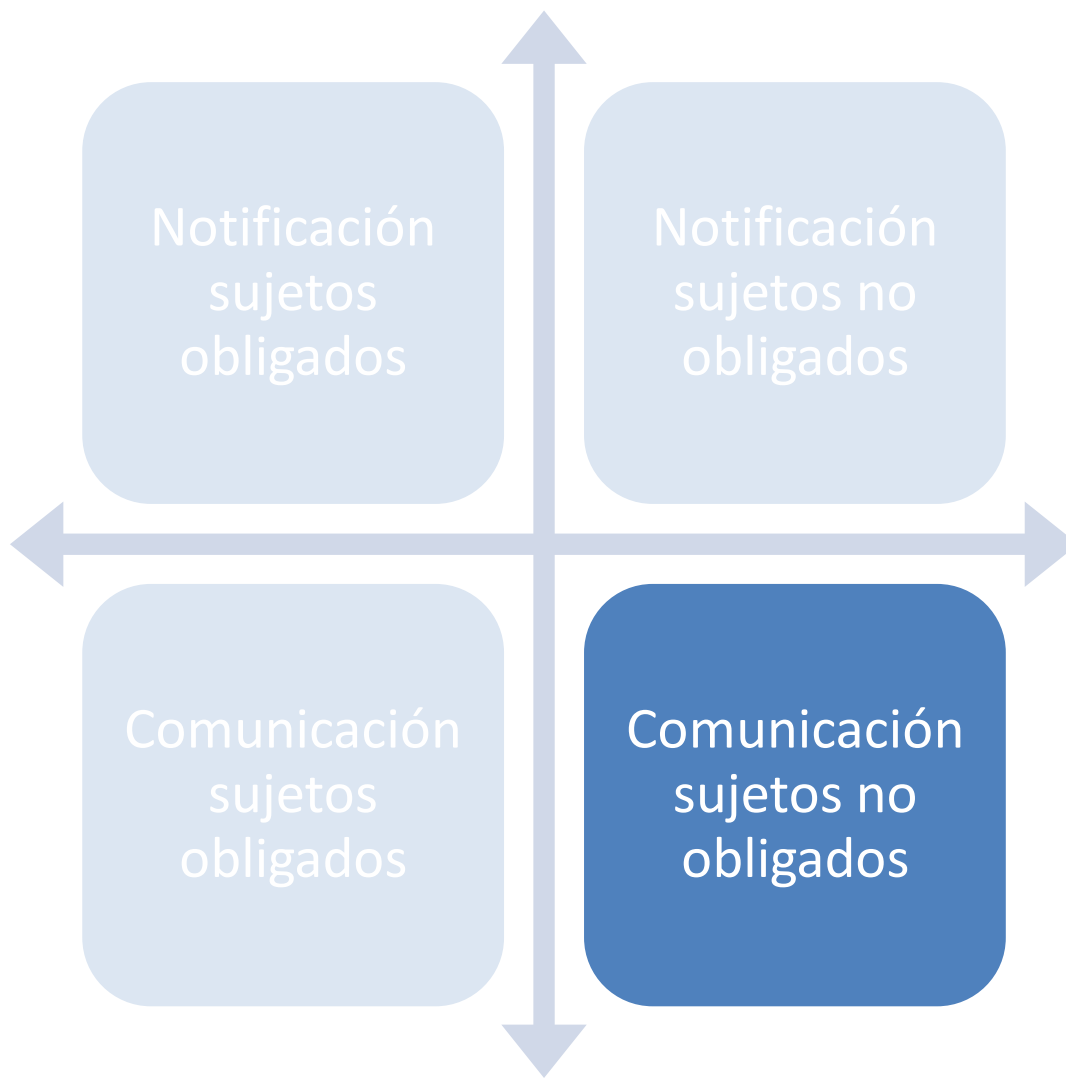 Notificación
sujetos
obligados
Notificación
sujetos no
obligados
Comunicación
sujetos
obligados
Comunicación
sujetos no
obligados